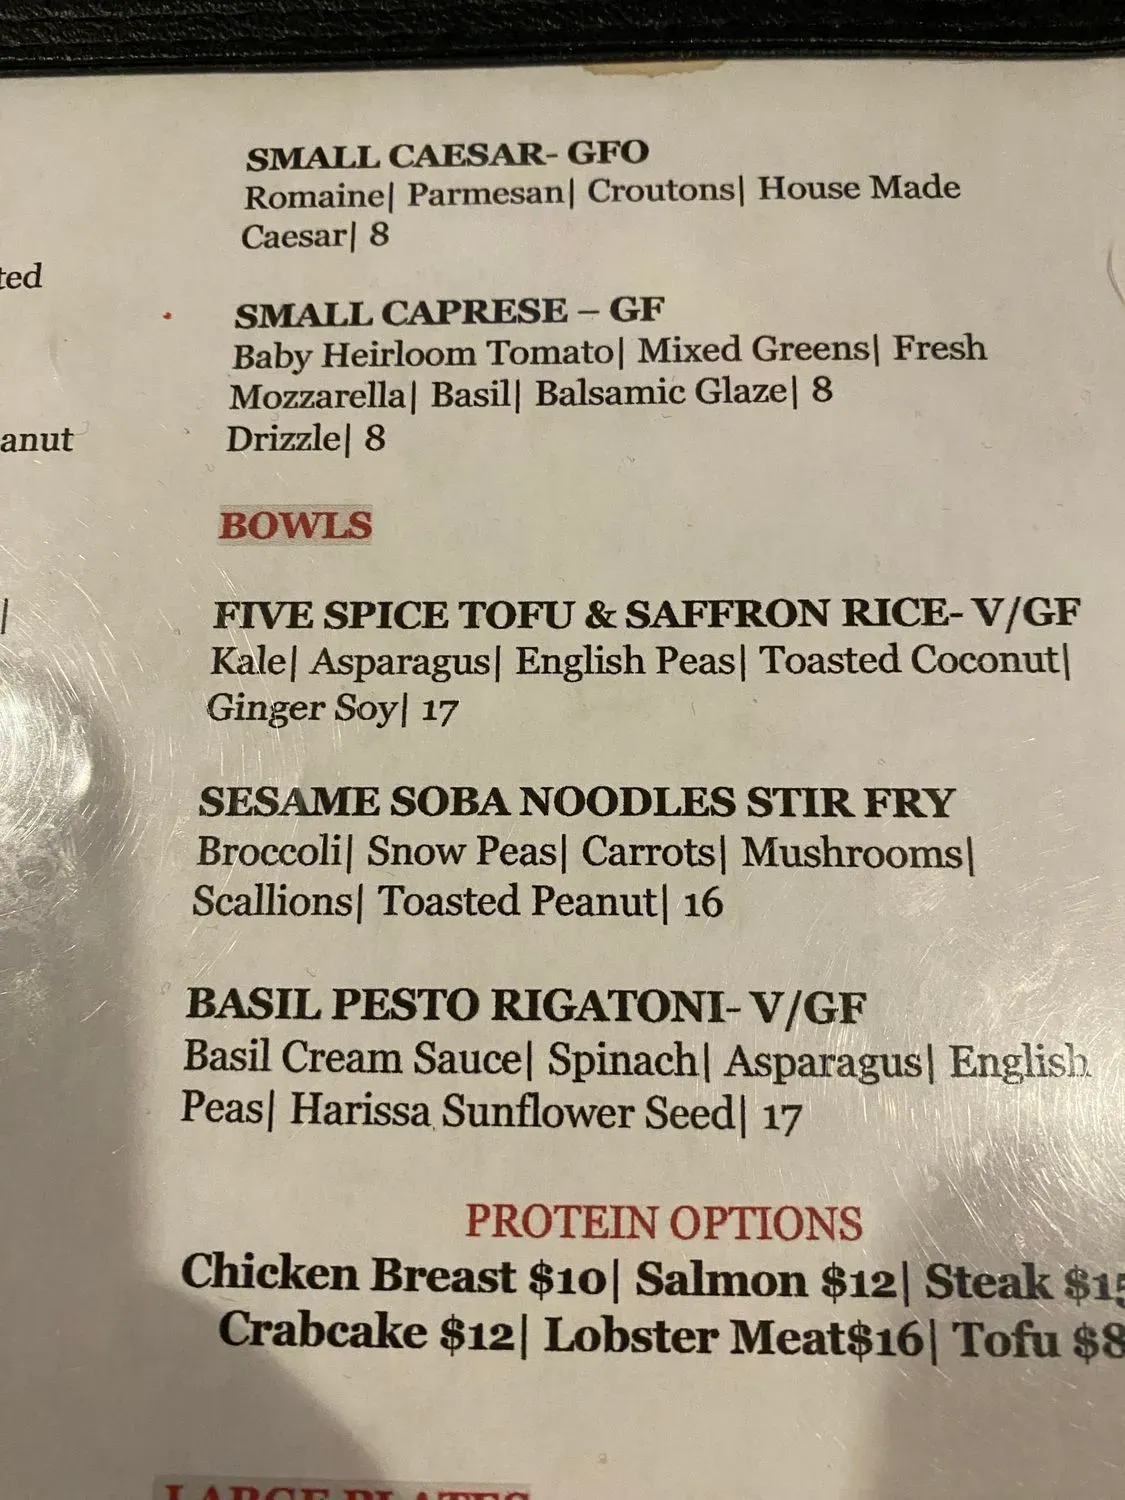 ted
anut
|
SMALL CAESAR- GFO
Romaine| Parmesan| Croutons| House Made
Caesar| 8
SMALL CAPRESE – GF
Baby Heirloom Tomato| Mixed Greens| Fresh
Mozzarella| Basil| Balsamic Glaze| 8
Drizzle| 8
BOWLS
FIVE SPICE TOFU & SAFFRON RICE- V/GF
Kale| Asparagus| English Peas| Toasted Coconut|
Ginger Soy| 17
SESAME SOBA NOODLES STIR FRY
Broccoli| Snow Peas| Carrots| Mushrooms|
Scallions| Toasted Peanut| 16
BASIL PESTO RIGATONI- V/GF
Basil Cream Sauce| Spinach| Asparagus| English
Peas| Harissa Sunflower Seed| 17
PROTEIN OPTIONS
Chicken Breast $10| Salmon $12| Steak $15
Crabcake $12| Lobster Meat$16| Tofu $8
LARGE PLATES